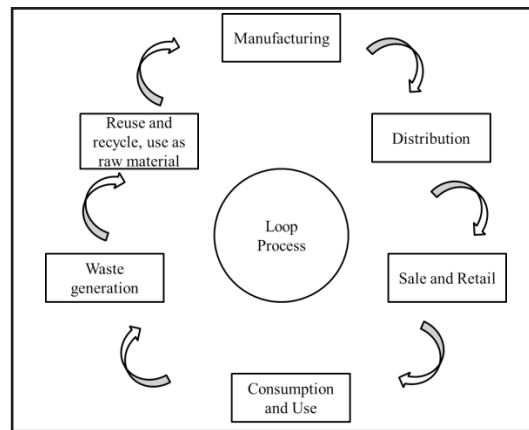 Manufacturing
Distribution
Sale and Retail
Consumption
and Use
Waste
generation
Reuse and
recycle, use as
raw material
Loop
Process